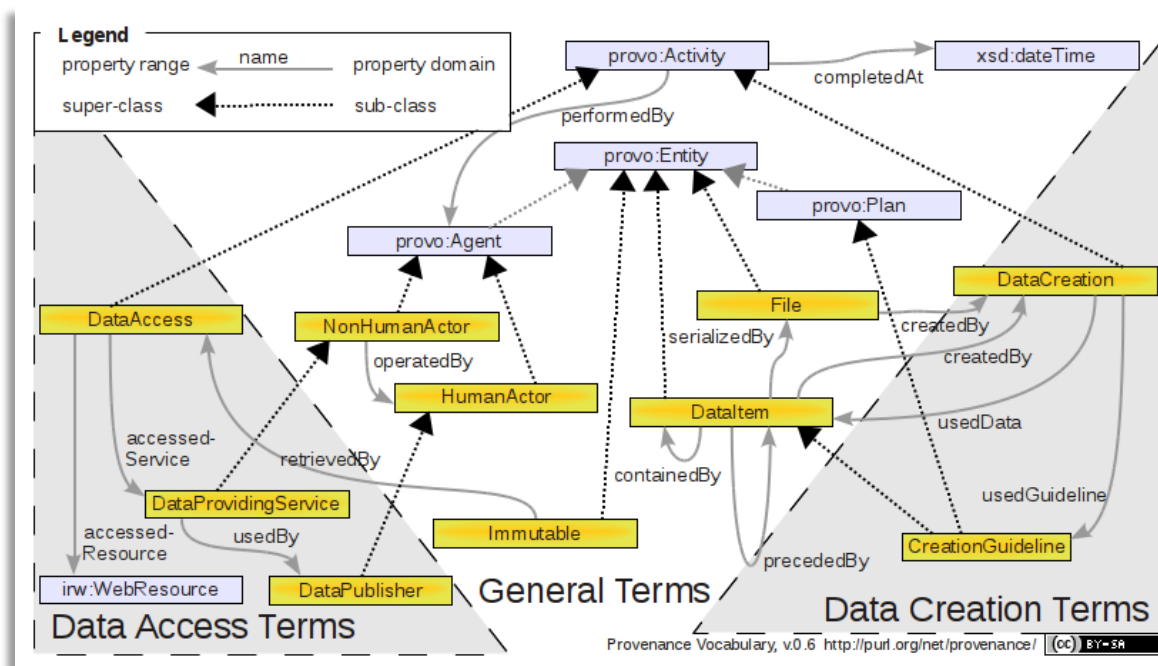 Legend
property range name property domain
super-class sub-class
provo:Activity
xsd:dateTime
completedAt
performedBy
provo:Entity
provo:Plan
provo:Agent
DataCreation
DataAccess
NonHumanActor
File
createdBy
serializedBy
createdBy
operatedBy
HumanActor
DataItem
usedData
accessed-
Service
retrievedBy
containedBy
usedGuideline
DataProvidingService
accessed-
Resource
usedBy
Immutable
precededBy
CreationGuideline
irw:WebResource
DataPublisher
General Terms
Data Access Terms
Data Creation Terms
Provenance Vocabulary, v.0.6 http://purl.org/net/provenance/ (cc) BY-SA